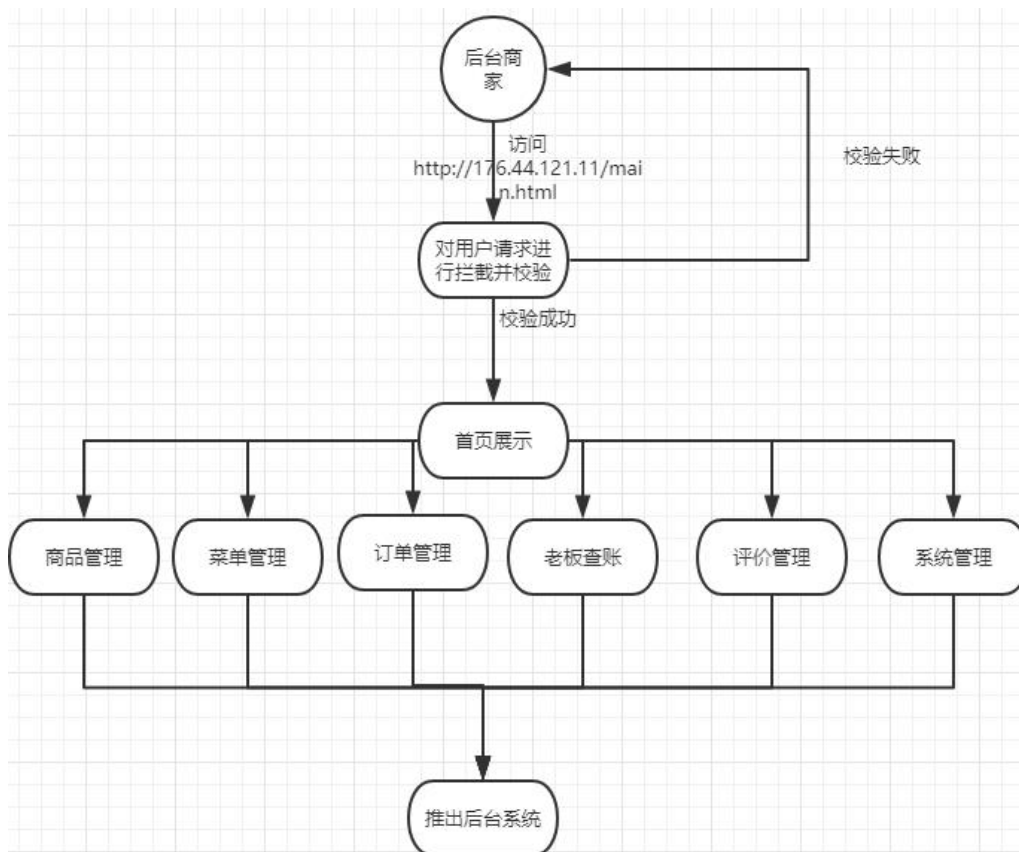 后台商
家
访问
http://176.44.121.11/mai
n.html
校验失败
对用户请求进
行拦截并校验
校验成功
首页展示
商品管理
菜单管理
订单管理
老板查账
评价管理
系统管理
推出后台系统